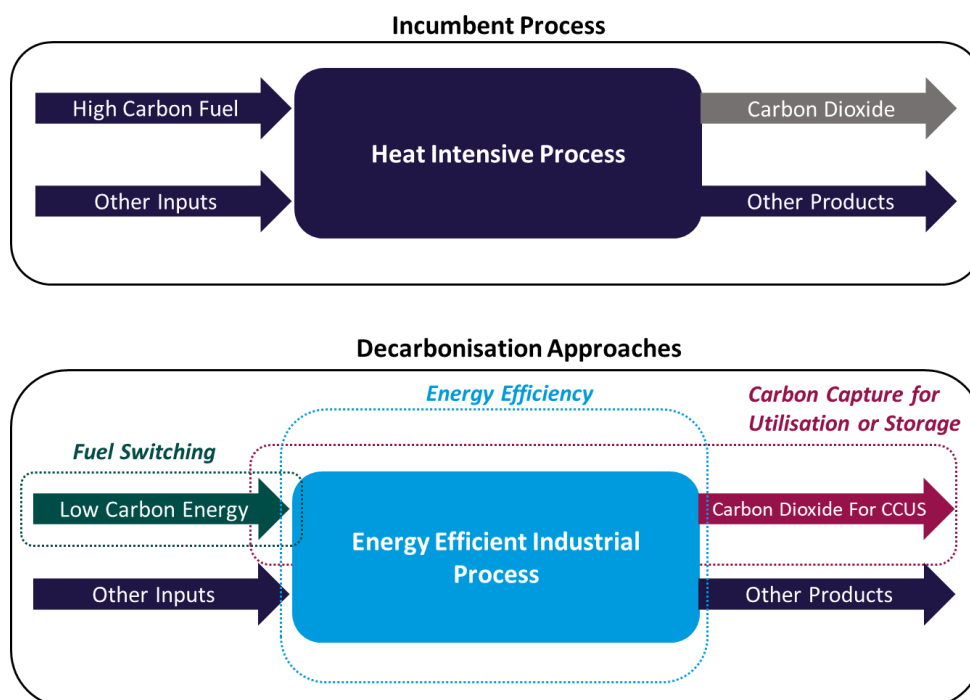 Incumbent Process
High Carbon Fuel
Heat Intensive Process
Carbon Dioxide
Other Inputs
Other Products
Decarbonisation Approaches
Energy Efficiency
Carbon Capture for
Utilisation or Storage
Fuel Switching
Low Carbon Energy
Energy Efficient Industrial
Process
Carbon Dioxide For CCUS
Other Inputs
Other Products